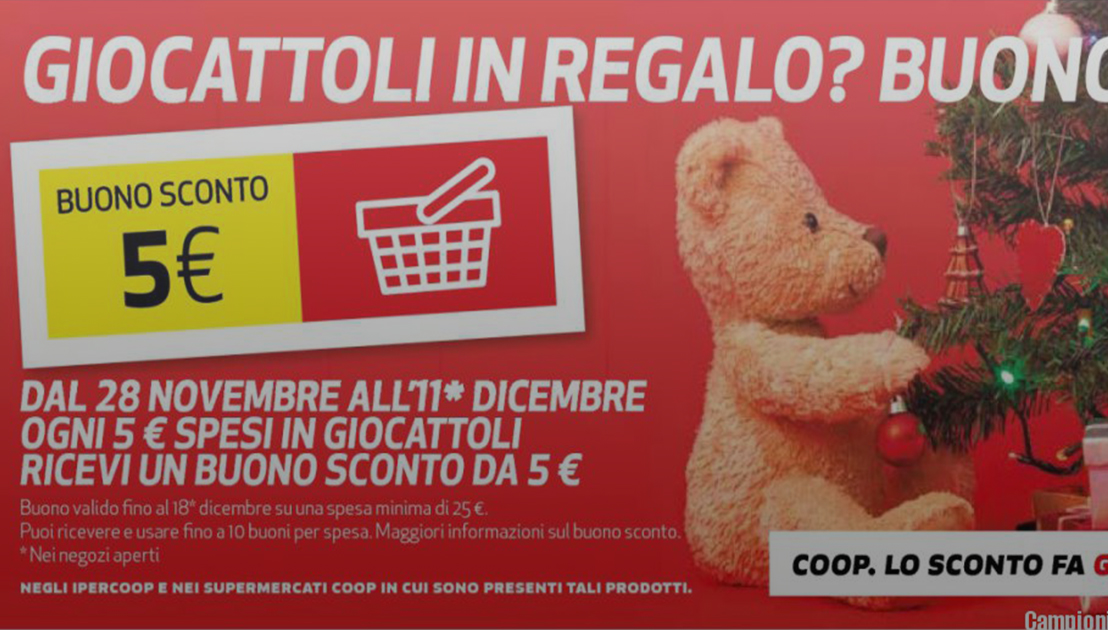 GIOCATTOLI IN REGALO? BUONO
BUONO SCONTO
5€
DAL 28 NOVEMBRE ALL'11* DICEMBRE
OGNI 5 € SPESI IN GIOCATTOLI
RICEVI UN BUONO SCONTO DA 5 €
Buono valido fino al 18* dicembre su una spesa minima di 25 €.
Puoi ricevere e usare fino a 10 buoni per spesa. Maggiori informazioni sul buono sconto.
* Nei negozi aperti
NEGLI IPERCOOP E NEI SUPERMERCATI COOP IN CUI SONO PRESENTI TALI PRODOTTI.
COOP. LO SCONTO FA G
Campioni